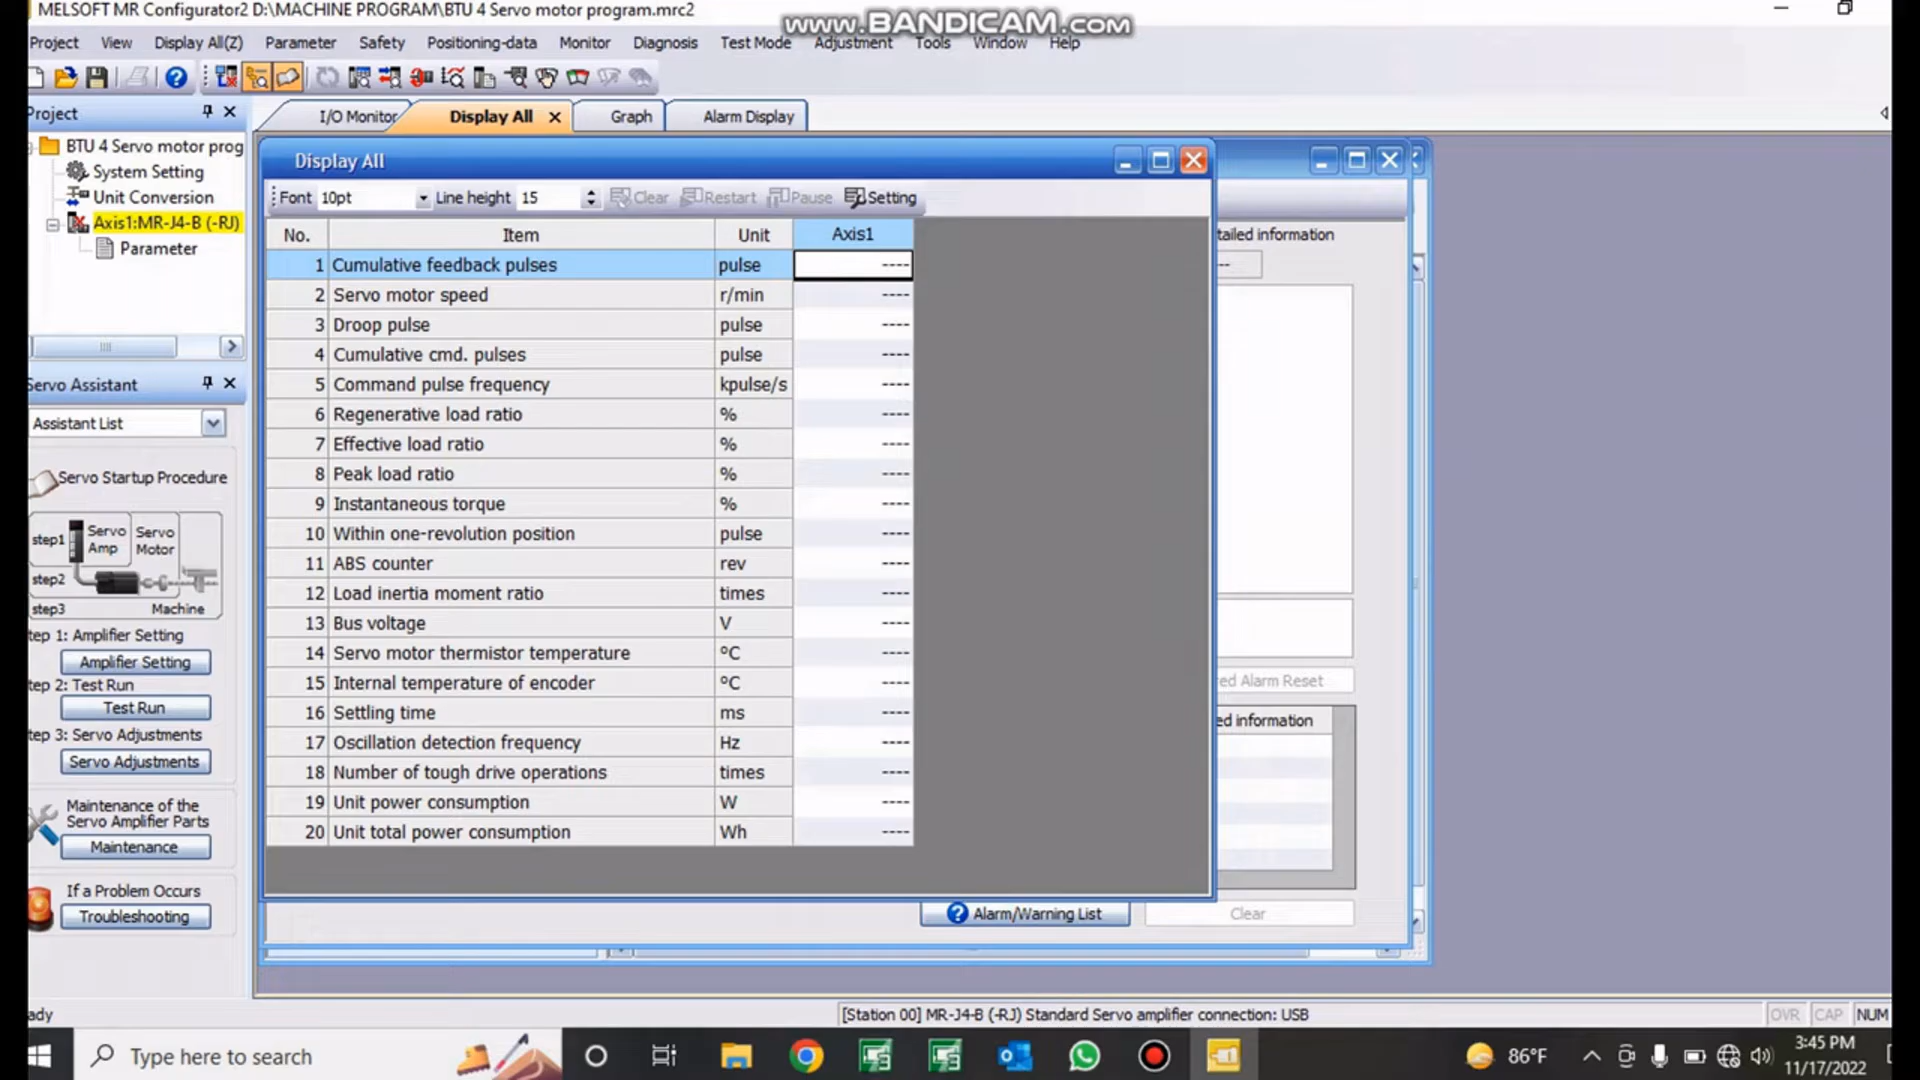 MELSOFT MR Configurator2 D:\MACHINE PROGRAM\BTU 4 Servo motor program.mrc2
www.BANDICAM.com
Project View Display All(Z) Parameter Safety Positioning-data Monitor Diagnosis Test Mode Adjustment Tools Window Help
Project
I/O Monitor Display All Graph Alarm Display
BTU 4 Servo motor prog
System Setting
Unit Conversion
Axis1:MR-J4-B (-RJ)
Parameter
Display All
Font 10pt Line height 15 Clear Restart Pause Setting
No. Item Unit Axis1
1 Cumulative feedback pulses pulse ----
2 Servo motor speed r/min ----
3 Droop pulse pulse ----
4 Cumulative cmd. pulses pulse ----
5 Command pulse frequency kpulse/s ----
6 Regenerative load ratio % ----
7 Effective load ratio % ----
8 Peak load ratio % ----
9 Instantaneous torque % ----
10 Within one-revolution position pulse ----
11 ABS counter rev ----
12 Load inertia moment ratio times ----
13 Bus voltage V ----
14 Servo motor thermistor temperature °C ----
15 Internal temperature of encoder °C ----
16 Settling time ms ----
17 Oscillation detection frequency Hz ----
18 Number of tough drive operations times ----
19 Unit power consumption W ----
20 Unit total power consumption Wh ----
tailed information
--
ed Alarm Reset
ed information
Alarm/Warning List
Clear
Servo Assistant
Assistant List
Servo Startup Procedure
step1 Servo Amp Servo Motor
step2
step3 Machine
tep 1: Amplifier Setting
Amplifier Setting
tep 2: Test Run
Test Run
tep 3: Servo Adjustments
Servo Adjustments
Maintenance of the
Servo Amplifier Parts
Maintenance
If a Problem Occurs
Troubleshooting
ady
[Station 00] MR-J4-B (-RJ) Standard Servo amplifier connection: USB
OVR CAP NUM
Type here to search
86°F
3:45 PM
11/17/2022